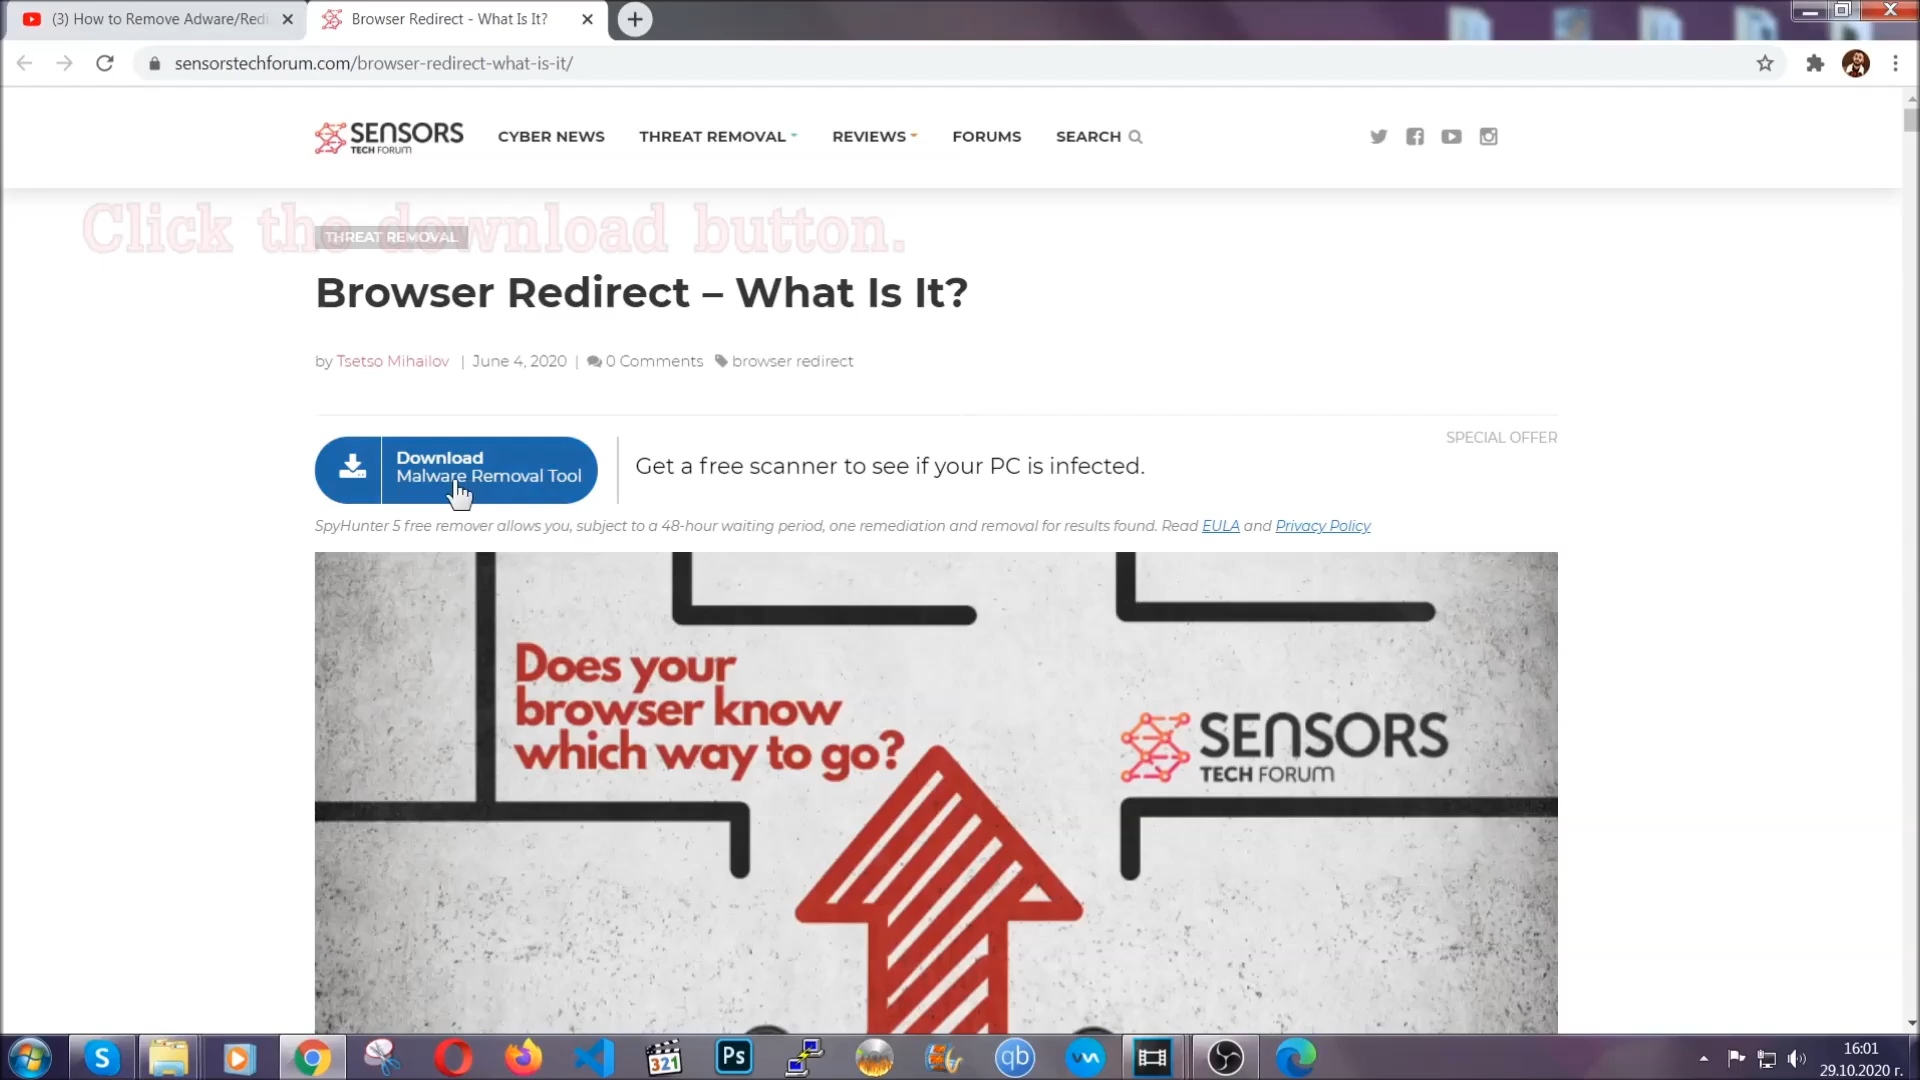 (3) How to Remove Adware/Redi
Browser Redirect - What Is It?
sensorstechforum.com/browser-redirect-what-is-it/
SENSORS
TECH FORUM
CYBER NEWS
THREAT REMOVAL
REVIEWS
FORUMS
SEARCH
Click the download button.
THREAT REMOVAL
Browser Redirect – What Is It?
by Tsetso Mihailov | June 4, 2020 | 0 Comments browser redirect
SPECIAL OFFER
Download
Malware Removal Tool
Get a free scanner to see if your PC is infected.
SpyHunter 5 free remover allows you, subject to a 48-hour waiting period, one remediation and removal for results found. Read EULA and Privacy Policy
Does your
browser know
which way to go?
SENSORS
TECH FORUM
S
321
Ps
qb
16:01
29.10.2020 г.